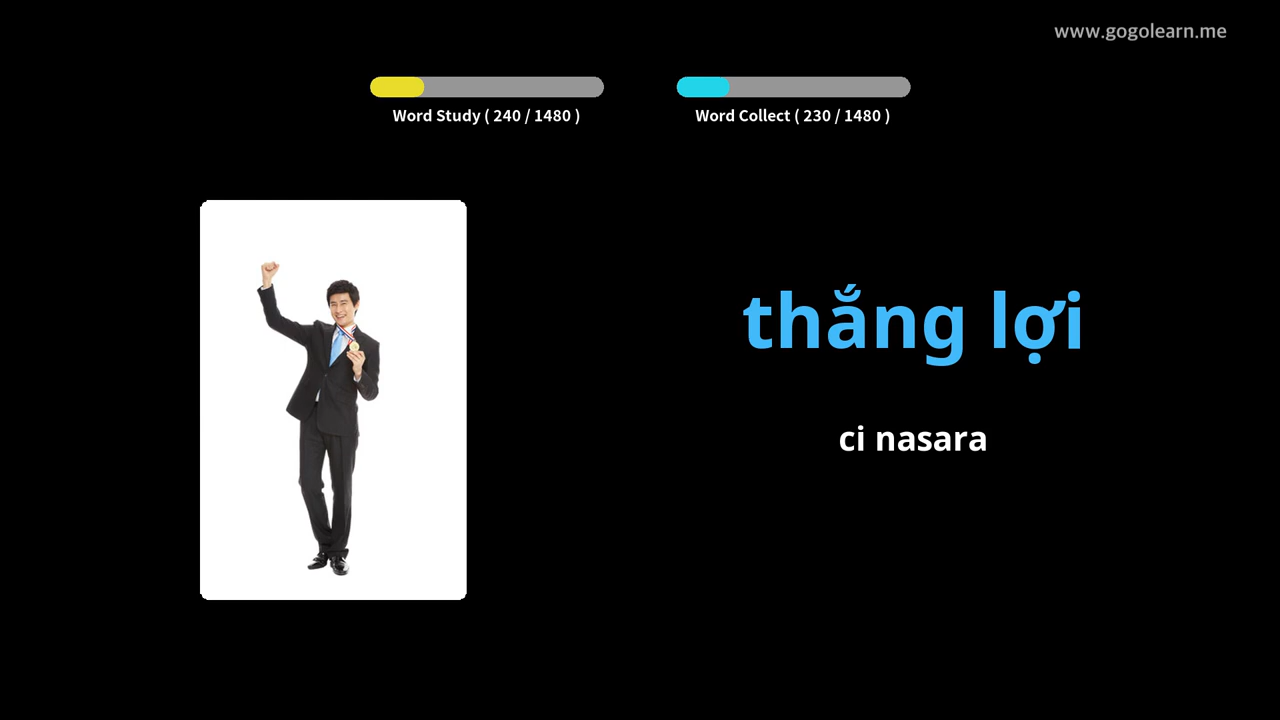 www.gogolearn.me
Word Study ( 240 / 1480 )
Word Collect ( 230 / 1480 )
thắng lợi
ci nasara